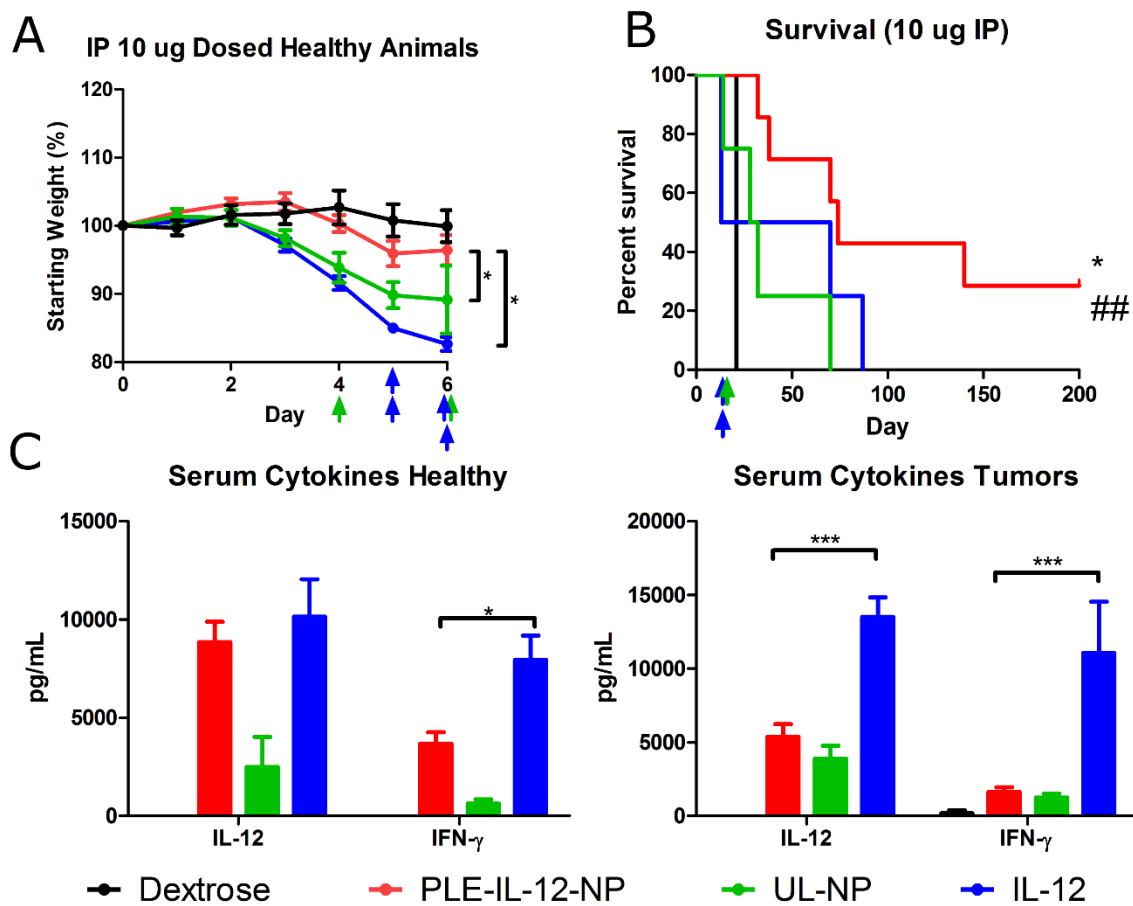 A
IP 10 ug Dosed Healthy Animals
120
110
100
90
80
Starting Weight (%)
0 2 4 6
Day
*
*
B
Survival (10 ug IP)
100
80
60
40
20
0
Percent survival
0 50 100 150 200
Day
*
##
C
Serum Cytokines Healthy
15000
10000
5000
0
pg/mL
*
IL-12 IFN-γ
Serum Cytokines Tumors
20000
15000
10000
5000
0
pg/mL
***
***
IL-12 IFN-γ
Dextrose PLE-IL-12-NP UL-NP IL-12